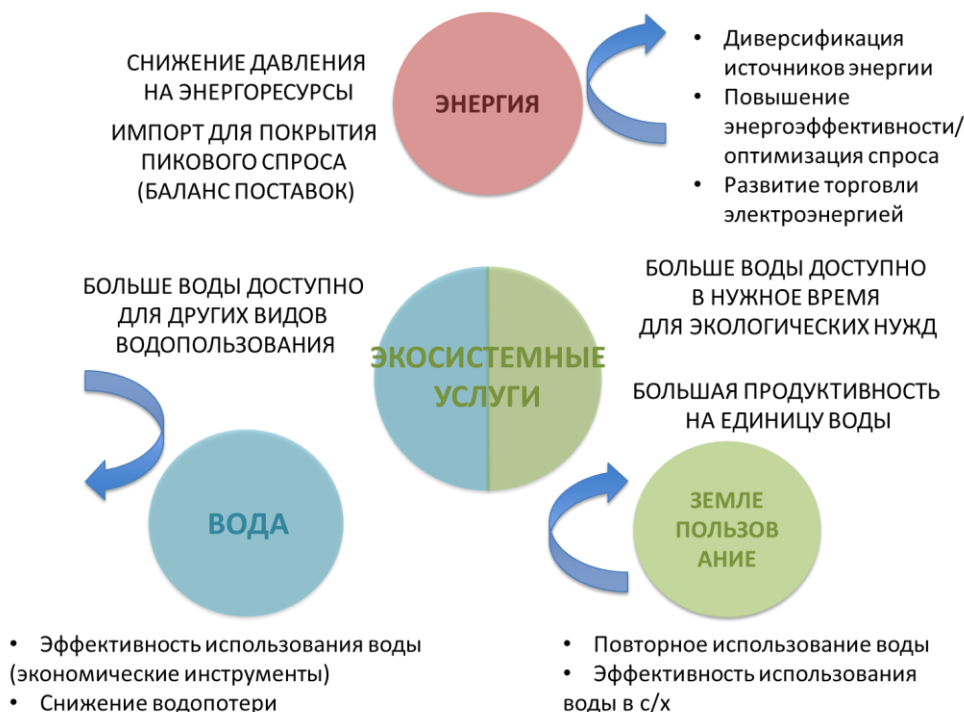 СНИЖЕНИЕ ДАВЛЕНИЯ
НА ЭНЕРГОРЕСУРСЫ
ИМПОРТ ДЛЯ ПОКРЫТИЯ
ПИКОВОГО СПРОСА
(БАЛАНС ПОСТАВОК)
ЭНЕРГИЯ
• Диверсификация
источников энергии
• Повышение
энергоэффективности/
оптимизация спроса
• Развитие торговли
электроэнергией
БОЛЬШЕ ВОДЫ ДОСТУПНО
ДЛЯ ДРУГИХ ВИДОВ
ВОДОПОЛЬЗОВАНИЯ
ЭКОСИСТЕМНЫЕ
УСЛУГИ
БОЛЬШЕ ВОДЫ ДОСТУПНО
В НУЖНОЕ ВРЕМЯ
ДЛЯ ЭКОЛОГИЧЕСКИХ НУЖД
БОЛЬШАЯ ПРОДУКТИВНОСТЬ
НА ЕДИНИЦУ ВОДЫ
ВОДА
ЗЕМЛЕ
ПОЛЬЗОВ
АНИЕ
• Эффективность использования воды
(экономические инструменты)
• Снижение водопотери
• Повторное использование воды
• Эффективность использования
воды в с/х